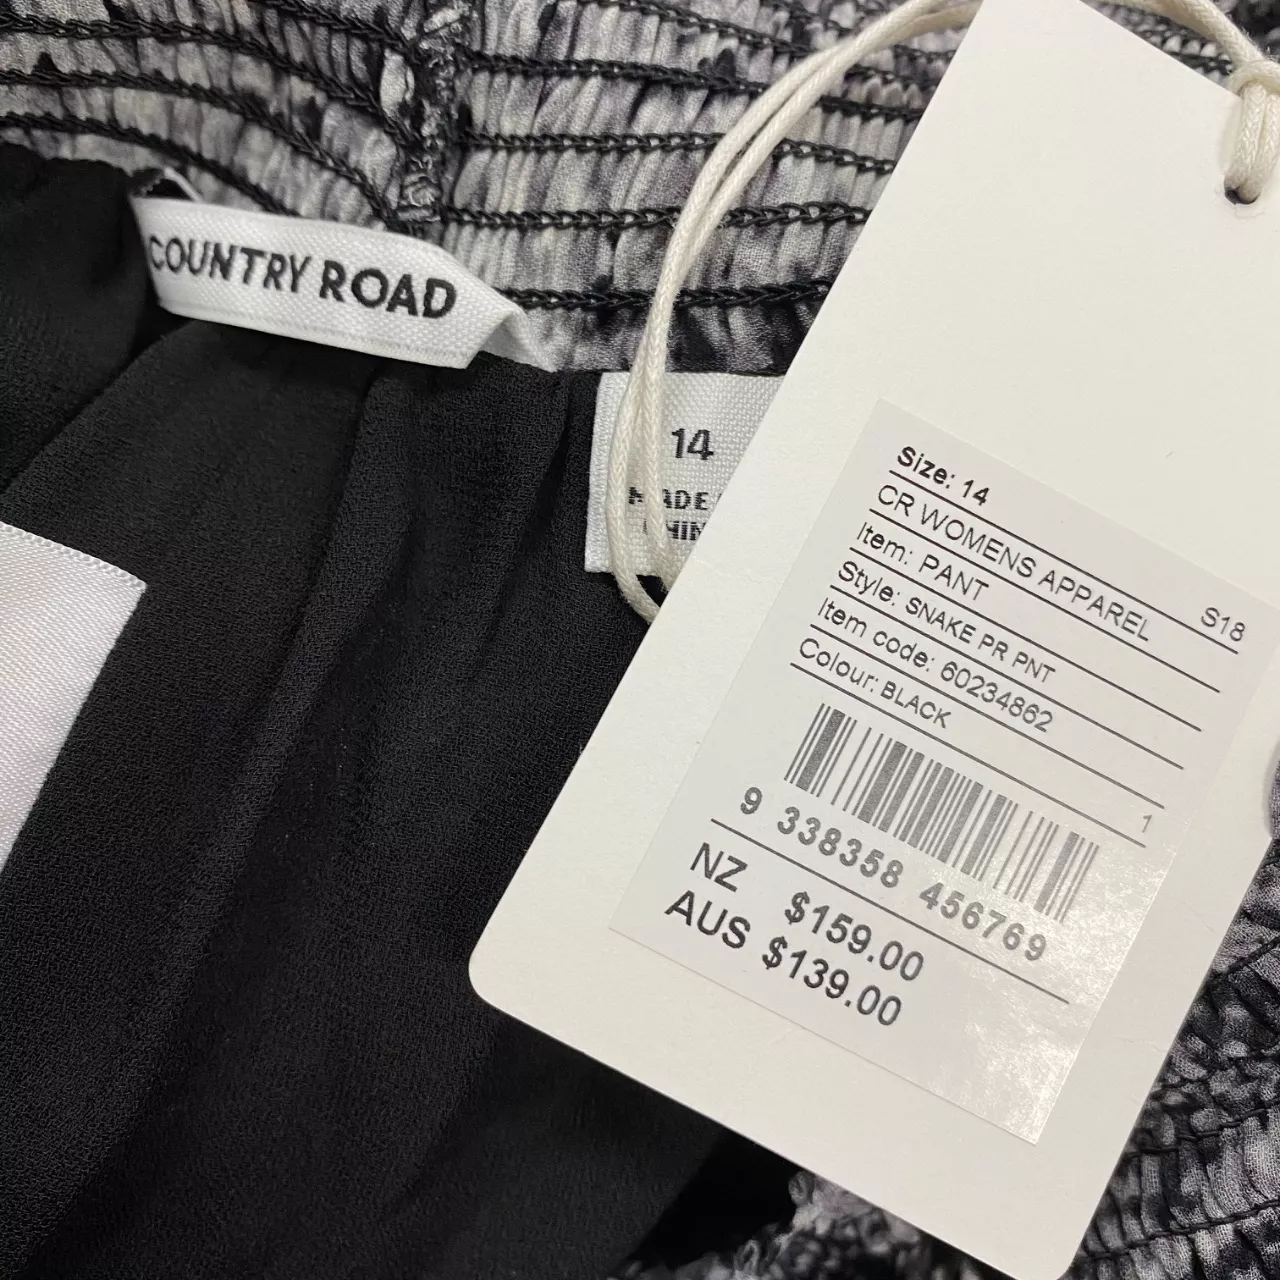 COUNTRY ROAD
14
MADE
Size: 14
CR WOMENS APPAREL S18
Item: PANT
Style: SNAKE PR PNT
Item code: 60234862
Colour: BLACK
1
9 338358 456769
NZ $159.00
AUS $139.00